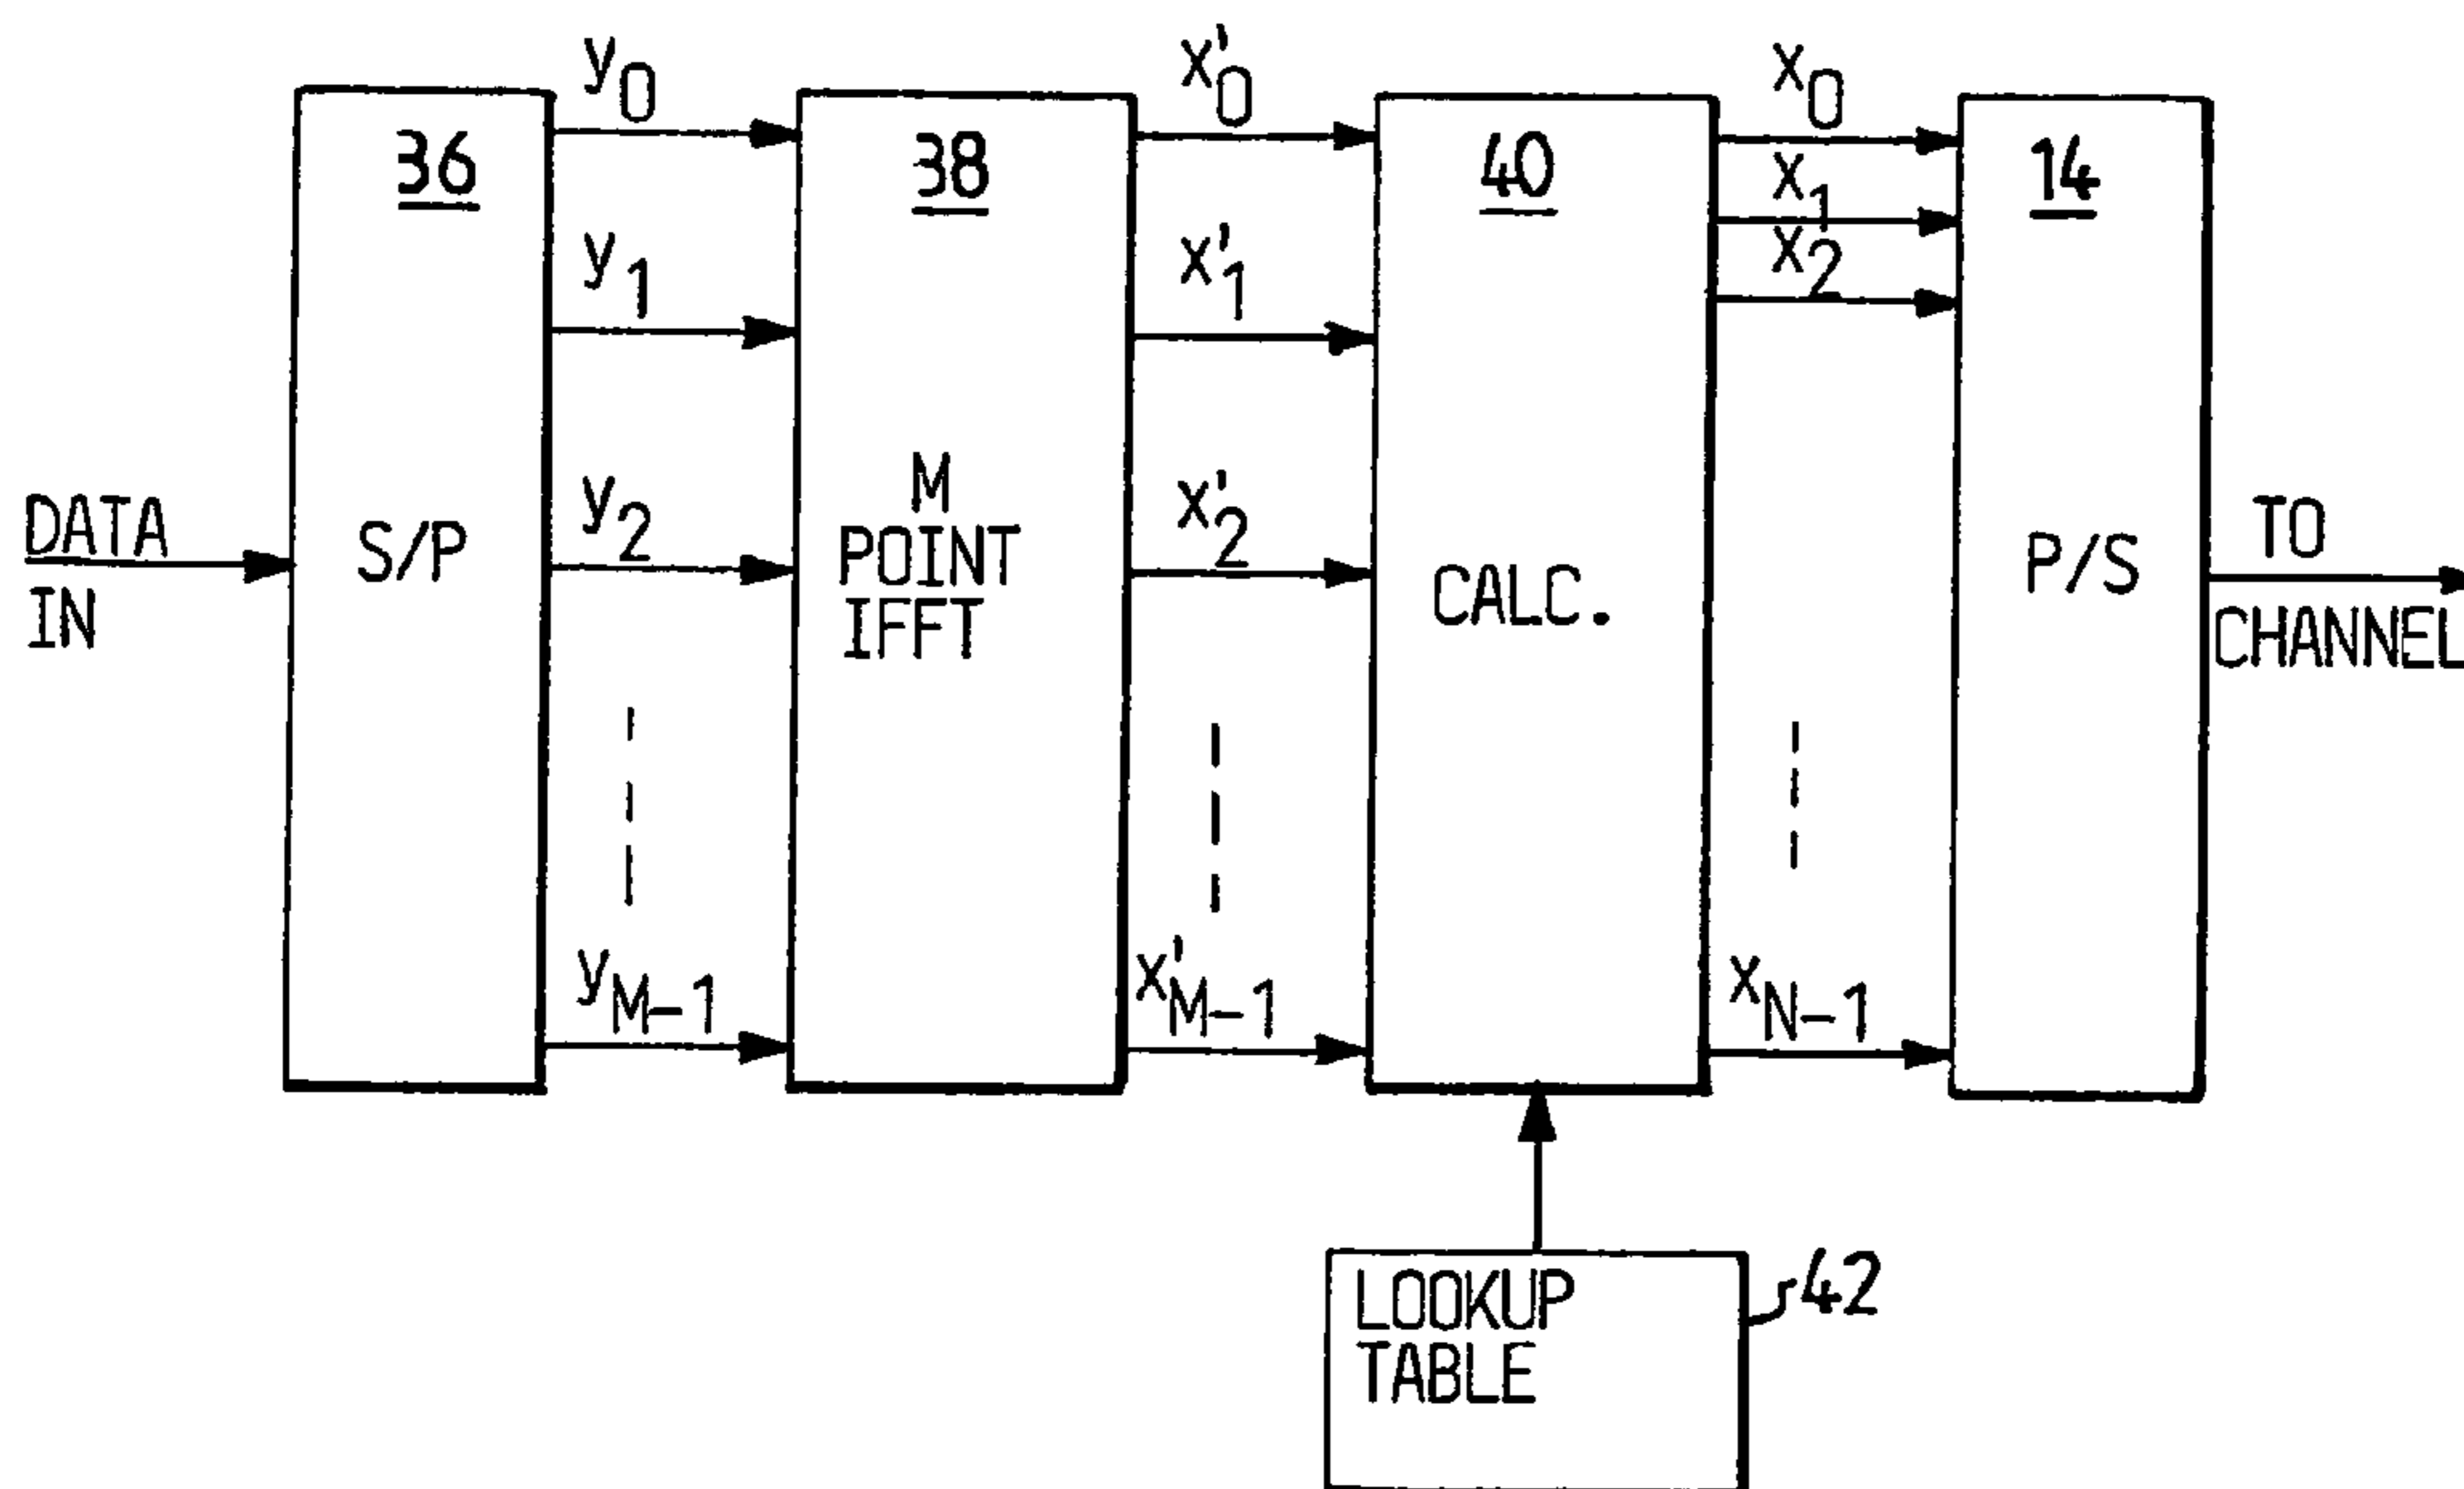 DATA
IN
36
S/P
y0
y1
y2
yM-1
38
M
POINT
IFFT
x'0
x'1
x'2
x'M-1
40
CALC.
x0
x1
x2
xN-1
14
P/S
TO
CHANNEL
LOOKUP
TABLE
42